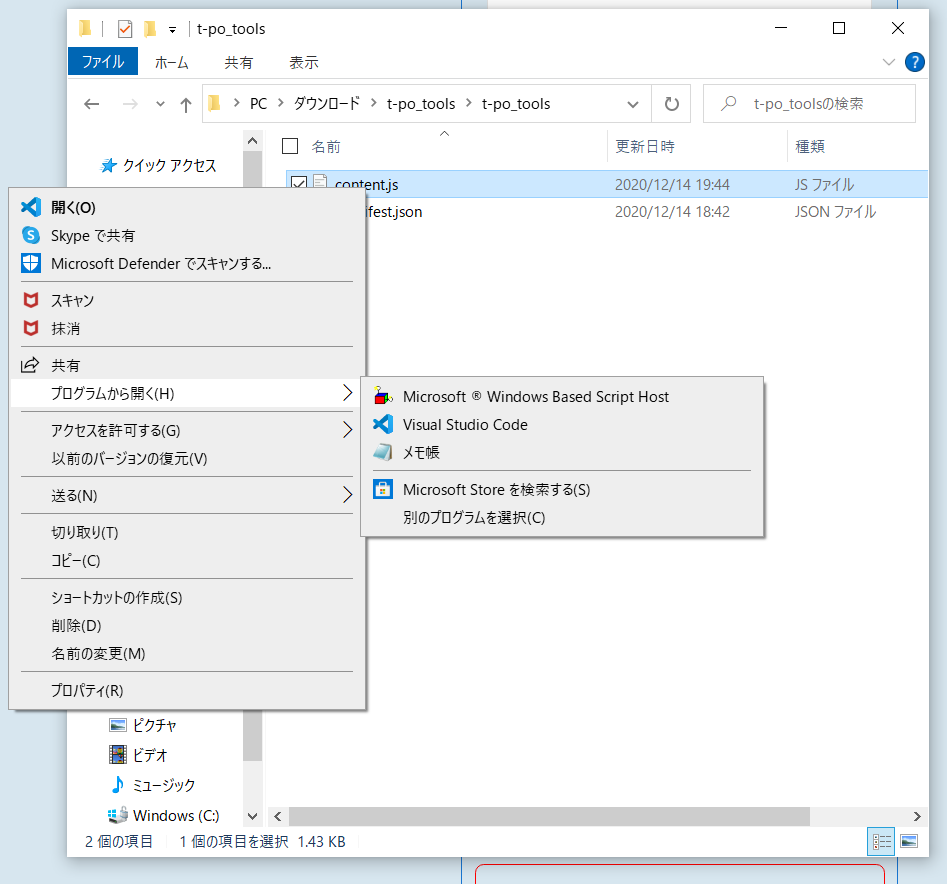 t-po_tools
ファイル ホーム 共有 表示
PC ダウンロード t-po_tools t-po_tools t-po_toolsの検索
クイック アクセス
名前 更新日時 種類
content.js 2020/12/14 19:44 JS ファイル
ifest.json 2020/12/14 18:42 JSON ファイル
開く(O)
Skype で共有
Microsoft Defender でスキャンする...
スキャン
抹消
共有
プログラムから開く(H)
アクセスを許可する(G)
以前のバージョンの復元(V)
送る(N)
切り取り(T)
コピー(C)
ショートカットの作成(S)
削除(D)
名前の変更(M)
プロパティ(R)
Microsoft ® Windows Based Script Host
Visual Studio Code
メモ帳
Microsoft Store を検索する(S)
別のプログラムを選択(C)
ピクチャ
ビデオ
ミュージック
Windows (C:)
2 個の項目 1 個の項目を選択 1.43 KB